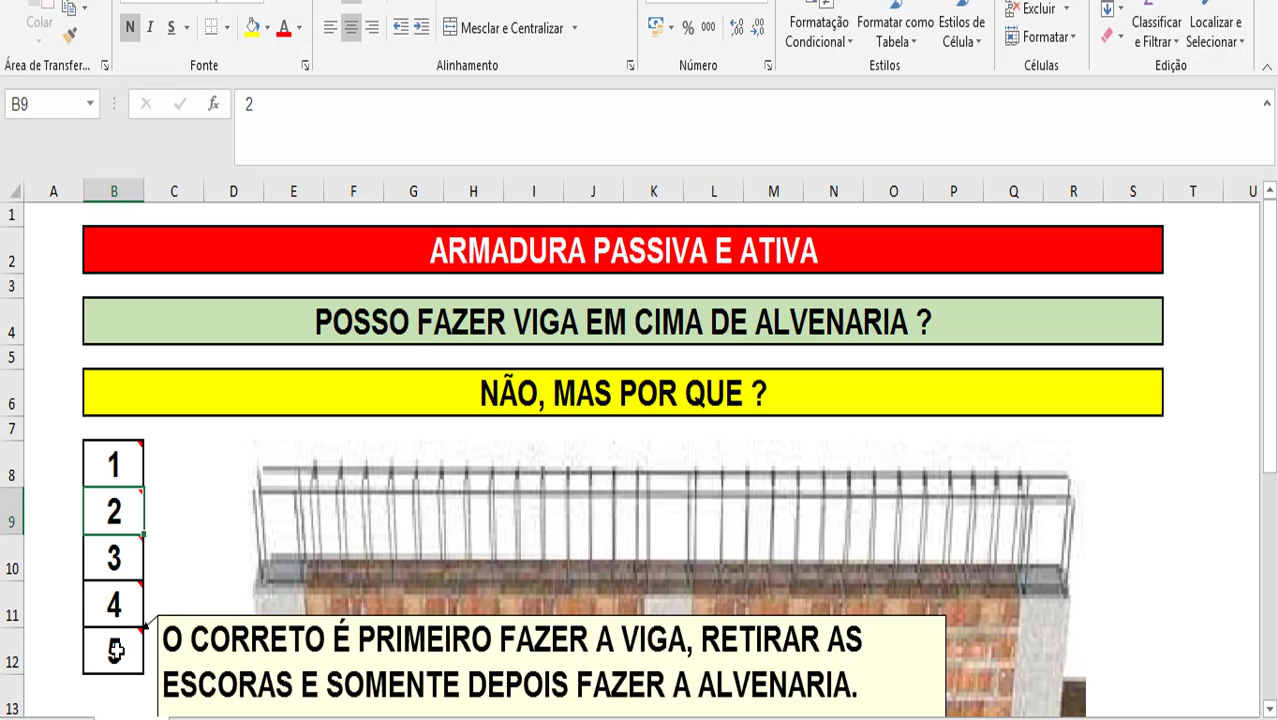 Colar
N I S A
Mesclar e Centralizar
% 000
Formatação Condicional
Formatar como Tabela
Estilos de Célula
Excluir
Formatar
Classificar e Filtrar
Localizar e Selecionar
Área de Transfer...
Fonte
Alinhamento
Número
Estilos
Células
Edição
B9
fx
2
A B C D E F G H I J K L M N O P Q R S T U
1
2 ARMADURA PASSIVA E ATIVA
3
4 POSSO FAZER VIGA EM CIMA DE ALVENARIA ?
5
6 NÃO, MAS POR QUE ?
7
8 1
9 2
10 3
11 4
12 5
13
O CORRETO É PRIMEIRO FAZER A VIGA, RETIRAR AS
ESCORAS E SOMENTE DEPOIS FAZER A ALVENARIA.